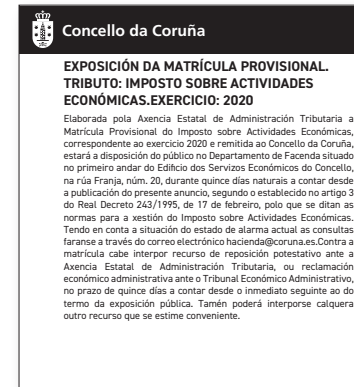 Concello da Coruña
EXPOSICIÓN DA MATRÍCULA PROVISIONAL.
TRIBUTO: IMPOSTO SOBRE ACTIVIDADES
ECONÓMICAS.EXERCICIO: 2020
Elaborada pola Axencia Estatal de Administración Tributaria a
Matrícula Provisional do Imposto sobre Actividades Económicas,
correspondente ao exercicio 2020 e remitida ao Concello da Coruña,
estará a disposición do público no Departamento de Facenda situado
no primeiro andar do Edificio dos Servizos Económicos do Concello,
na rúa Franja, núm. 20, durante quince días naturais a contar desde
a publicación do presente anuncio, segundo o establecido no artigo 3
do Real Decreto 243/1995, de 17 de febreiro, polo que se ditan as
normas para a xestión do Imposto sobre Actividades Económicas.
Tendo en conta a situación do estado de alarma actual as consultas
faranse a través do correo electrónico hacienda@coruna.es.Contra a
matrícula cabe interpor recurso de reposición potestativo ante a
Axencia Estatal de Administración Tributaria, ou reclamación
económico administrativa ante o Tribunal Económico Administrativo,
no prazo de quince días a contar desde o inmediato seguinte ao do
termo da exposición pública. Tamén poderá interporse calquera
outro recurso que se estime conveniente.